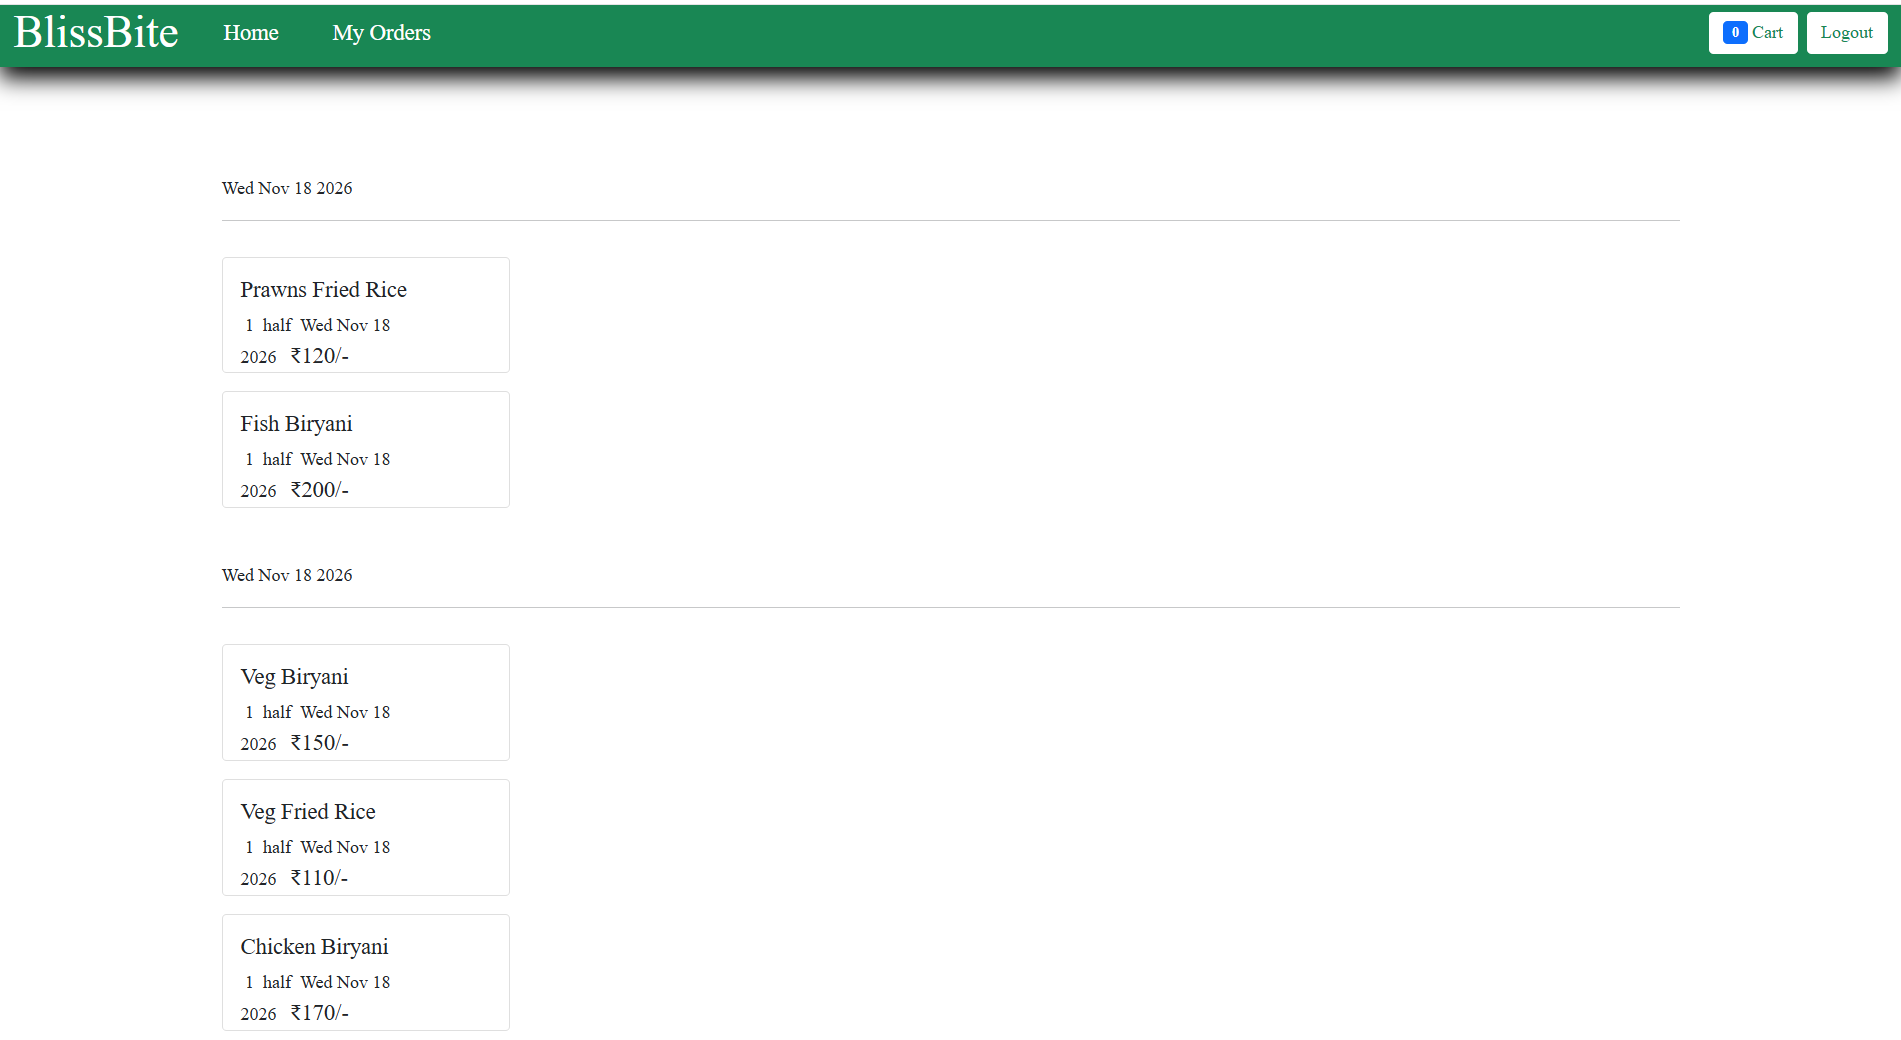 BlissBite Home My Orders 0 Cart Logout
Wed Nov 18 2026
Prawns Fried Rice
1 half Wed Nov 18
2026 ₹120/-
Fish Biryani
1 half Wed Nov 18
2026 ₹200/-
Wed Nov 18 2026
Veg Biryani
1 half Wed Nov 18
2026 ₹150/-
Veg Fried Rice
1 half Wed Nov 18
2026 ₹110/-
Chicken Biryani
1 half Wed Nov 18
2026 ₹170/-